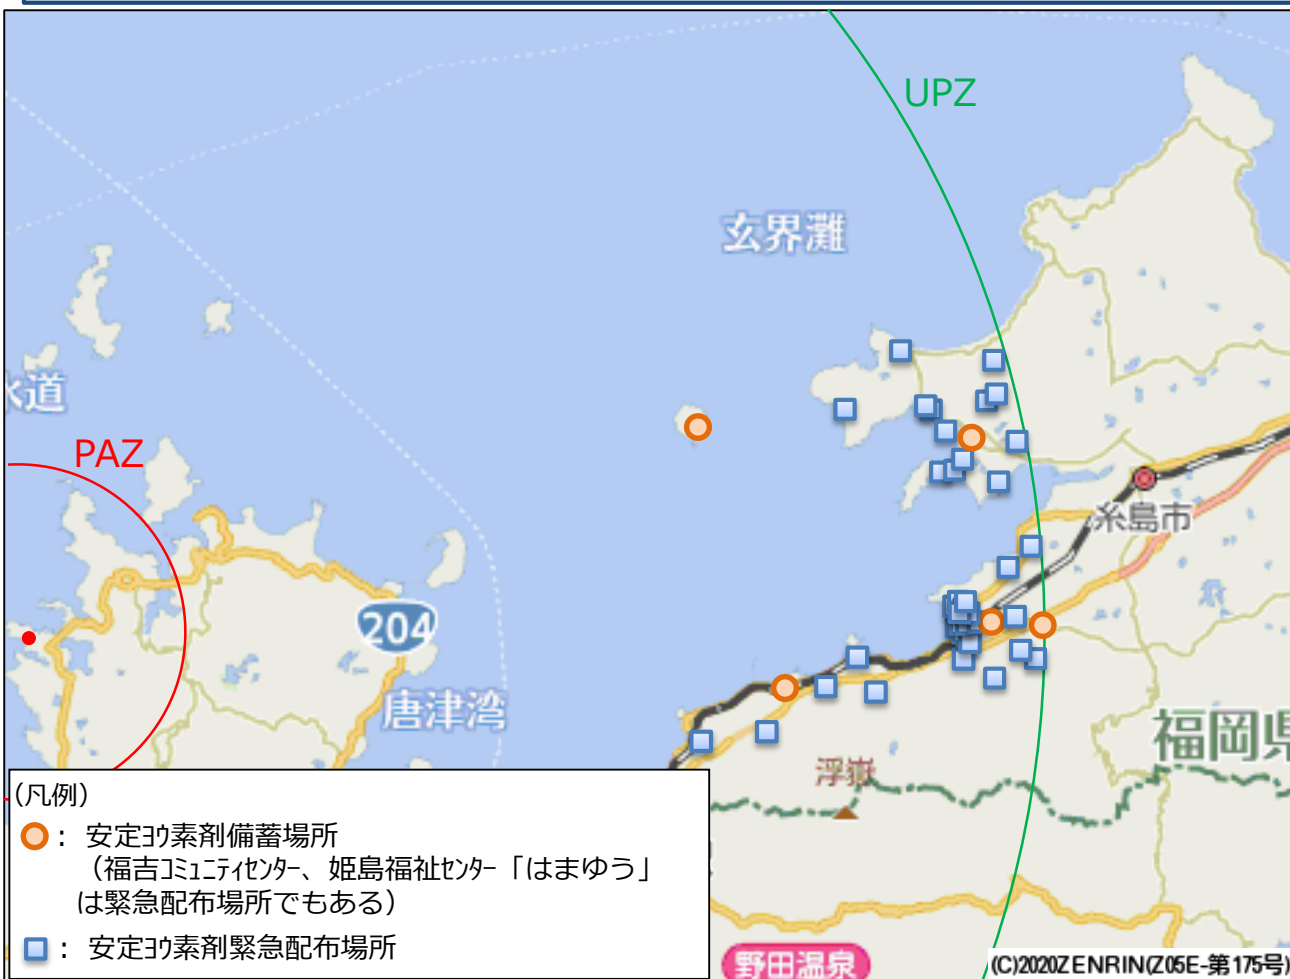 UPZ
玄界灘
水道
PAZ
糸島市
204
唐津湾
福岡県
浮嶽
(凡例)
: 安定ﾖｳ素剤備蓄場所
（福吉ｺﾐｭﾆﾃｨｾﾝﾀｰ、姫島福祉ｾﾝﾀｰ「はまゆう」
は緊急配布場所でもある）
: 安定ﾖｳ素剤緊急配布場所
野田温泉
(C)2020ZENRIN(Z05E-第175号)